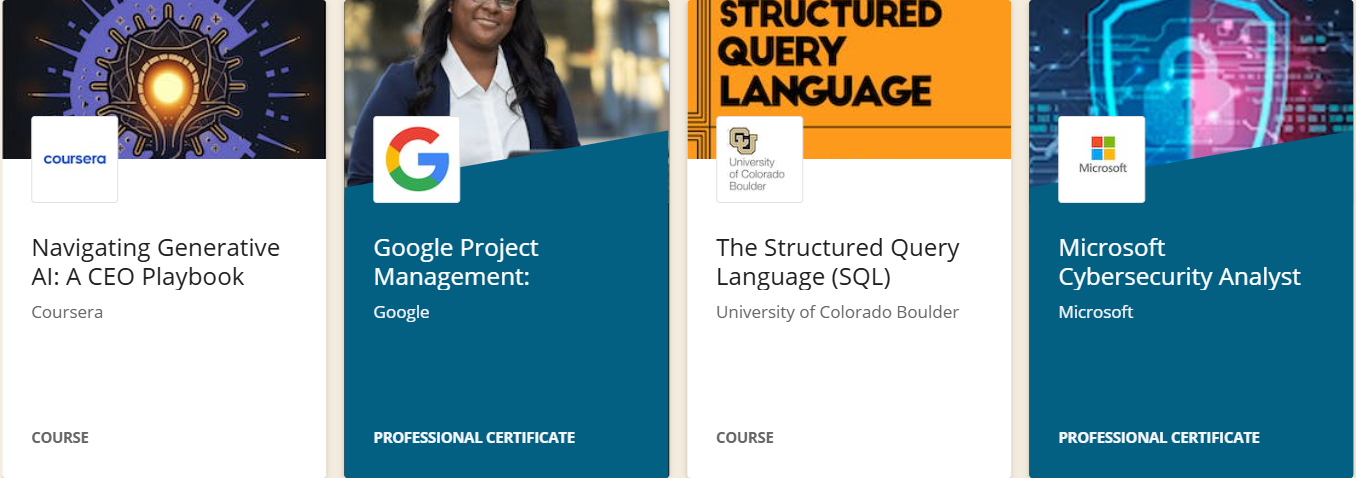 coursera
Navigating Generative
AI: A CEO Playbook
Coursera
COURSE
Google Project
Management:
Google
PROFESSIONAL CERTIFICATE
STRUCTURED
QUERY
LANGUAGE
University
of Colorado
Boulder
The Structured Query
Language (SQL)
University of Colorado Boulder
COURSE
Microsoft
Microsoft
Cybersecurity Analyst
Microsoft
PROFESSIONAL CERTIFICATE